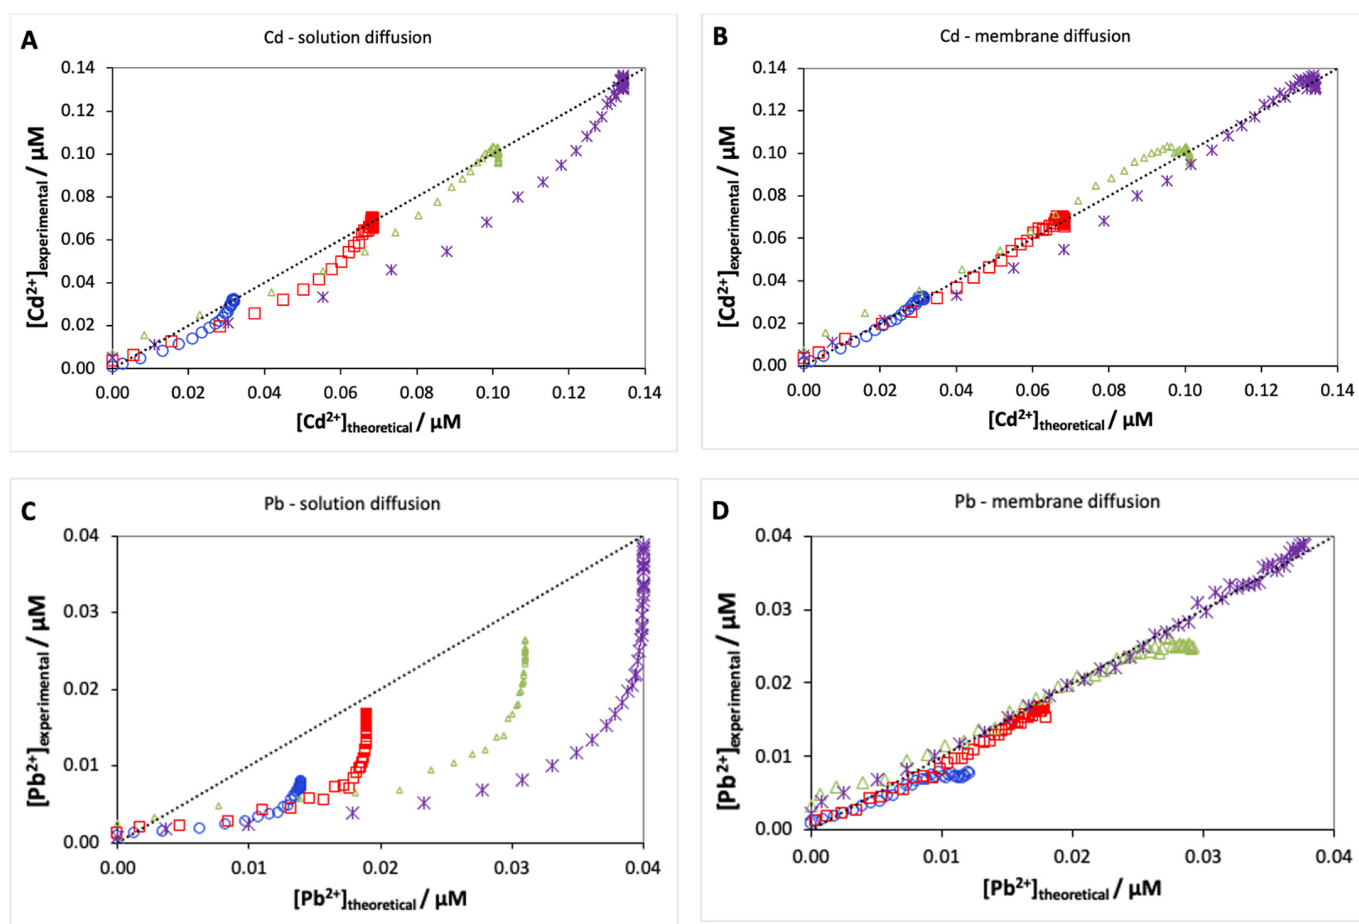 A
Cd - solution diffusion
[Cd²⁺]experimental / µM
0.14
0.12
0.10
0.08
0.06
0.04
0.02
0.00
0.00 0.02 0.04 0.06 0.08 0.10 0.12 0.14
[Cd²⁺]theoretical / µM
B
Cd - membrane diffusion
[Cd²⁺]experimental / µM
0.14
0.12
0.10
0.08
0.06
0.04
0.02
0.00
0.00 0.02 0.04 0.06 0.08 0.10 0.12 0.14
[Cd²⁺]theoretical / µM
C
Pb - solution diffusion
[Pb²⁺]experimental / µM
0.04
0.03
0.02
0.01
0.00
0.00 0.01 0.02 0.03 0.04
[Pb²⁺]theoretical / µM
D
Pb - membrane diffusion
[Pb²⁺]experimental / µM
0.04
0.03
0.02
0.01
0.00
0.00 0.01 0.02 0.03 0.04
[Pb²⁺]theoretical / µM